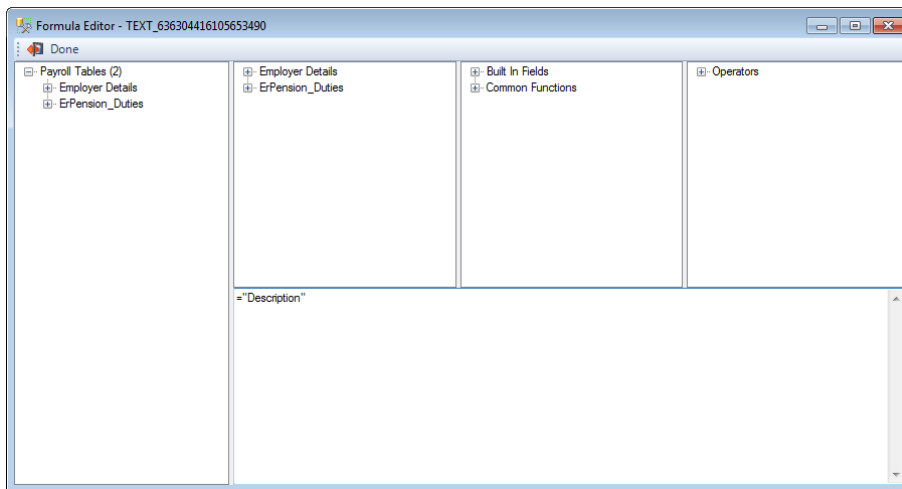 Formula Editor - TEXT_636304416105653490
Done
Payroll Tables (2)
Employer Details
ErPension_Duties
Employer Details
ErPension_Duties
Built In Fields
Common Functions
Operators
="Description"